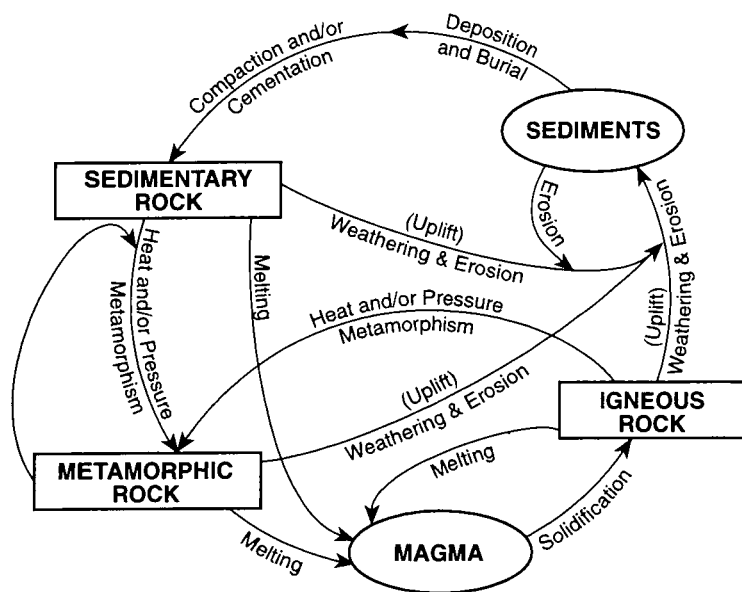 Deposition
and Burial
Compaction and/or
Cementation
SEDIMENTS
SEDIMENTARY
ROCK
Erosion
(Uplift)
Weathering & Erosion
(Uplift)
Weathering & Erosion
Heat and/or Pressure
Metamorphism
Melting
Heat and/or Pressure
Metamorphism
(Uplift)
Weathering & Erosion
IGNEOUS
ROCK
METAMORPHIC
ROCK
Melting
Melting
MAGMA
Solidification